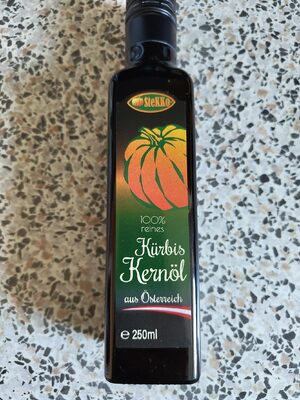 SteKKO
100%
reines
Kürbis
Kernöl
aus Österreich
℮ 250ml